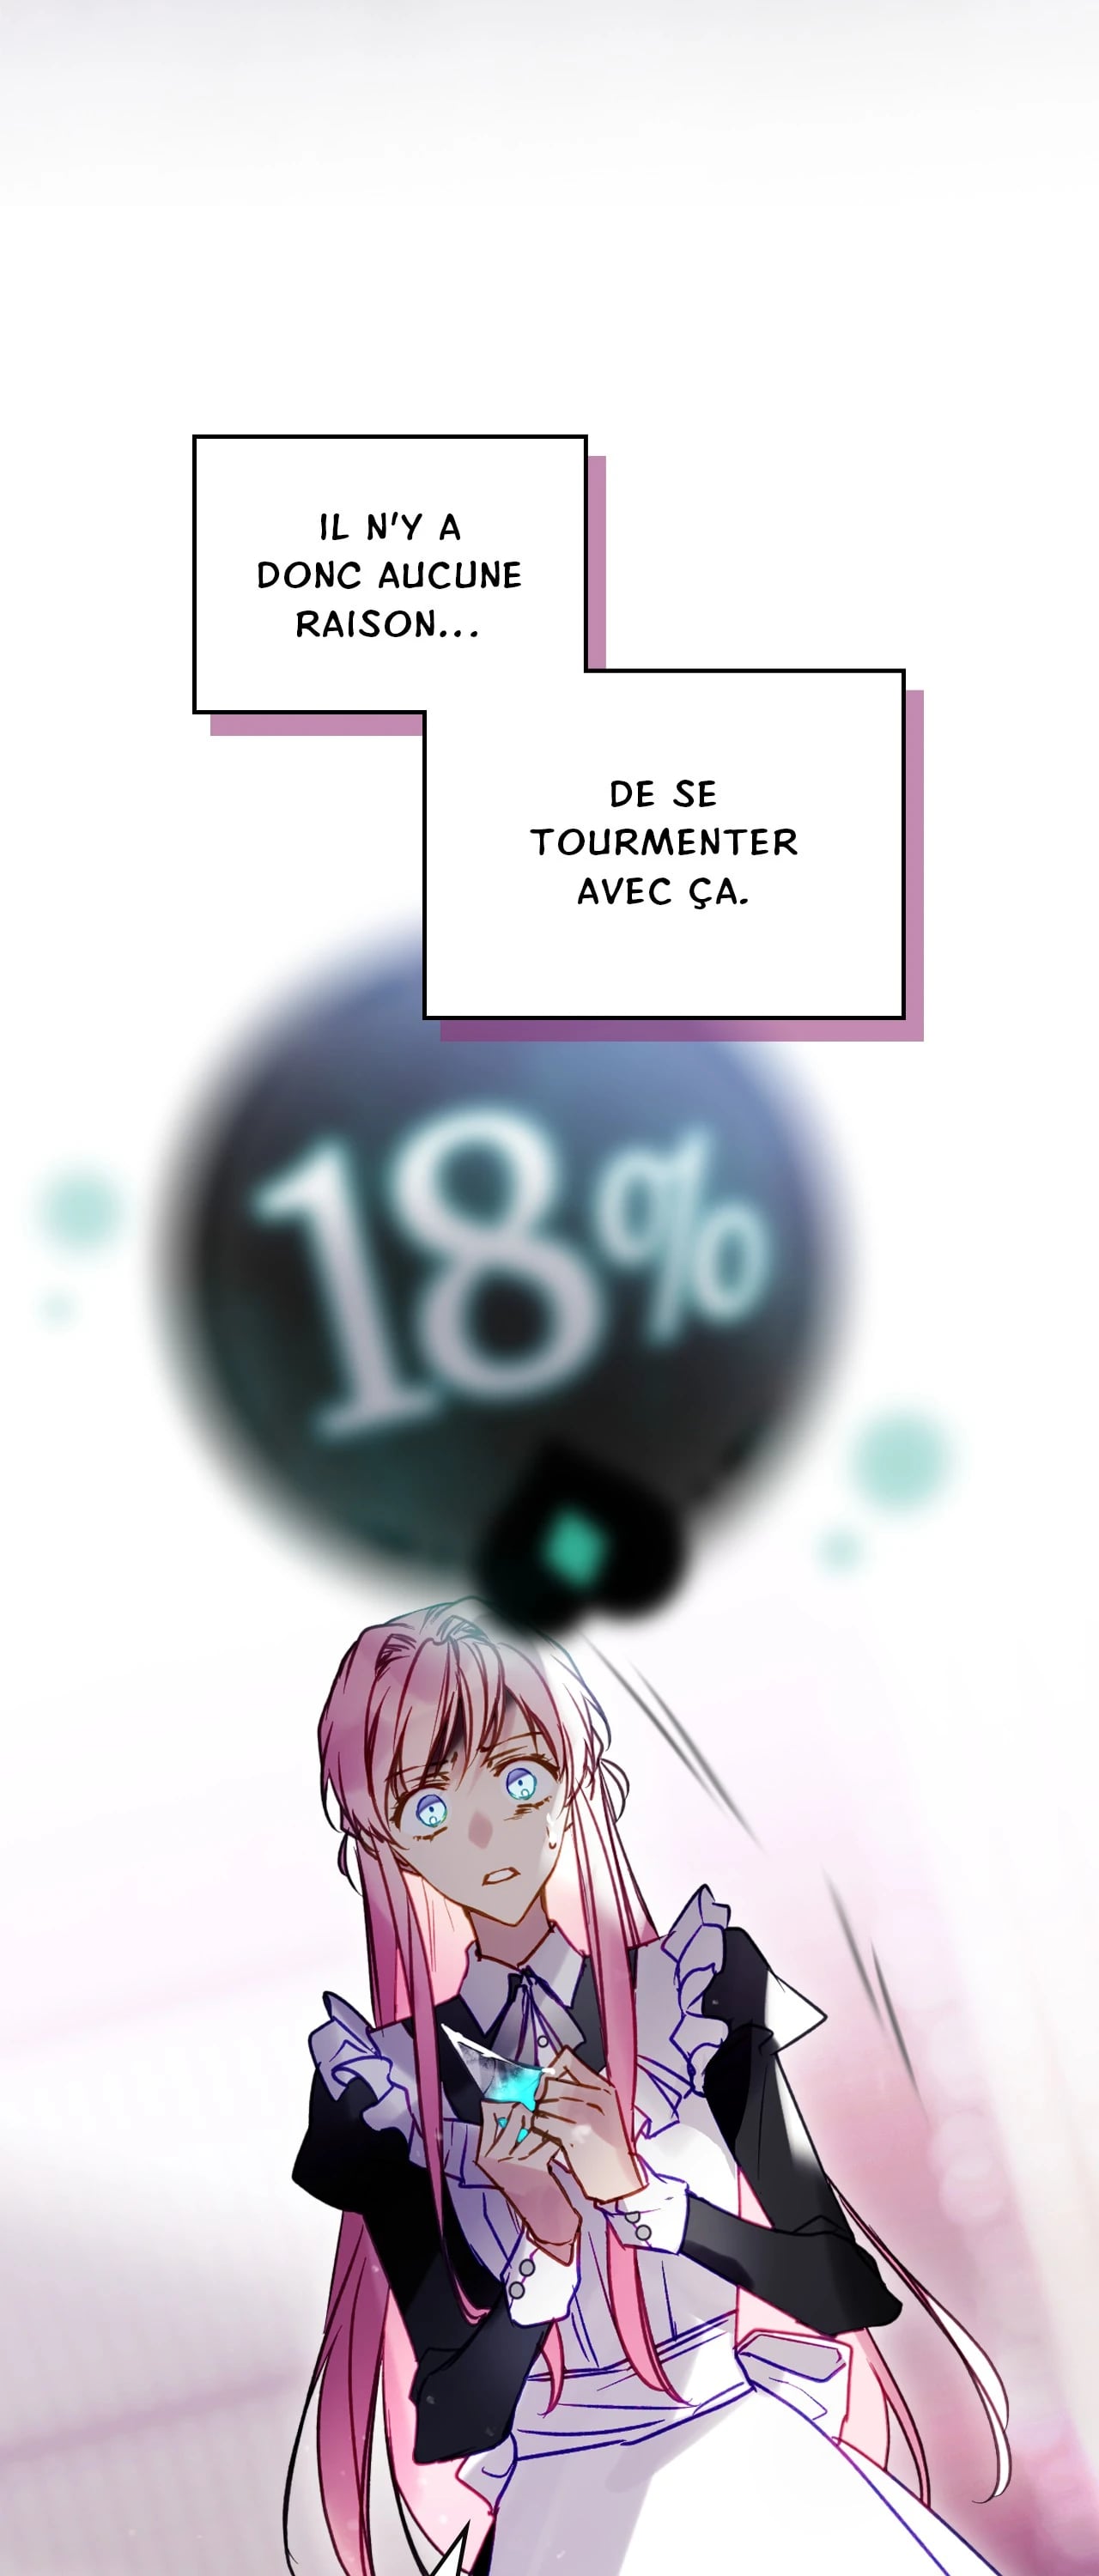 IL N'Y A
DONC AUCUNE
RAISON...
DE SE
TOURMENTER
AVEC ÇA.
18%